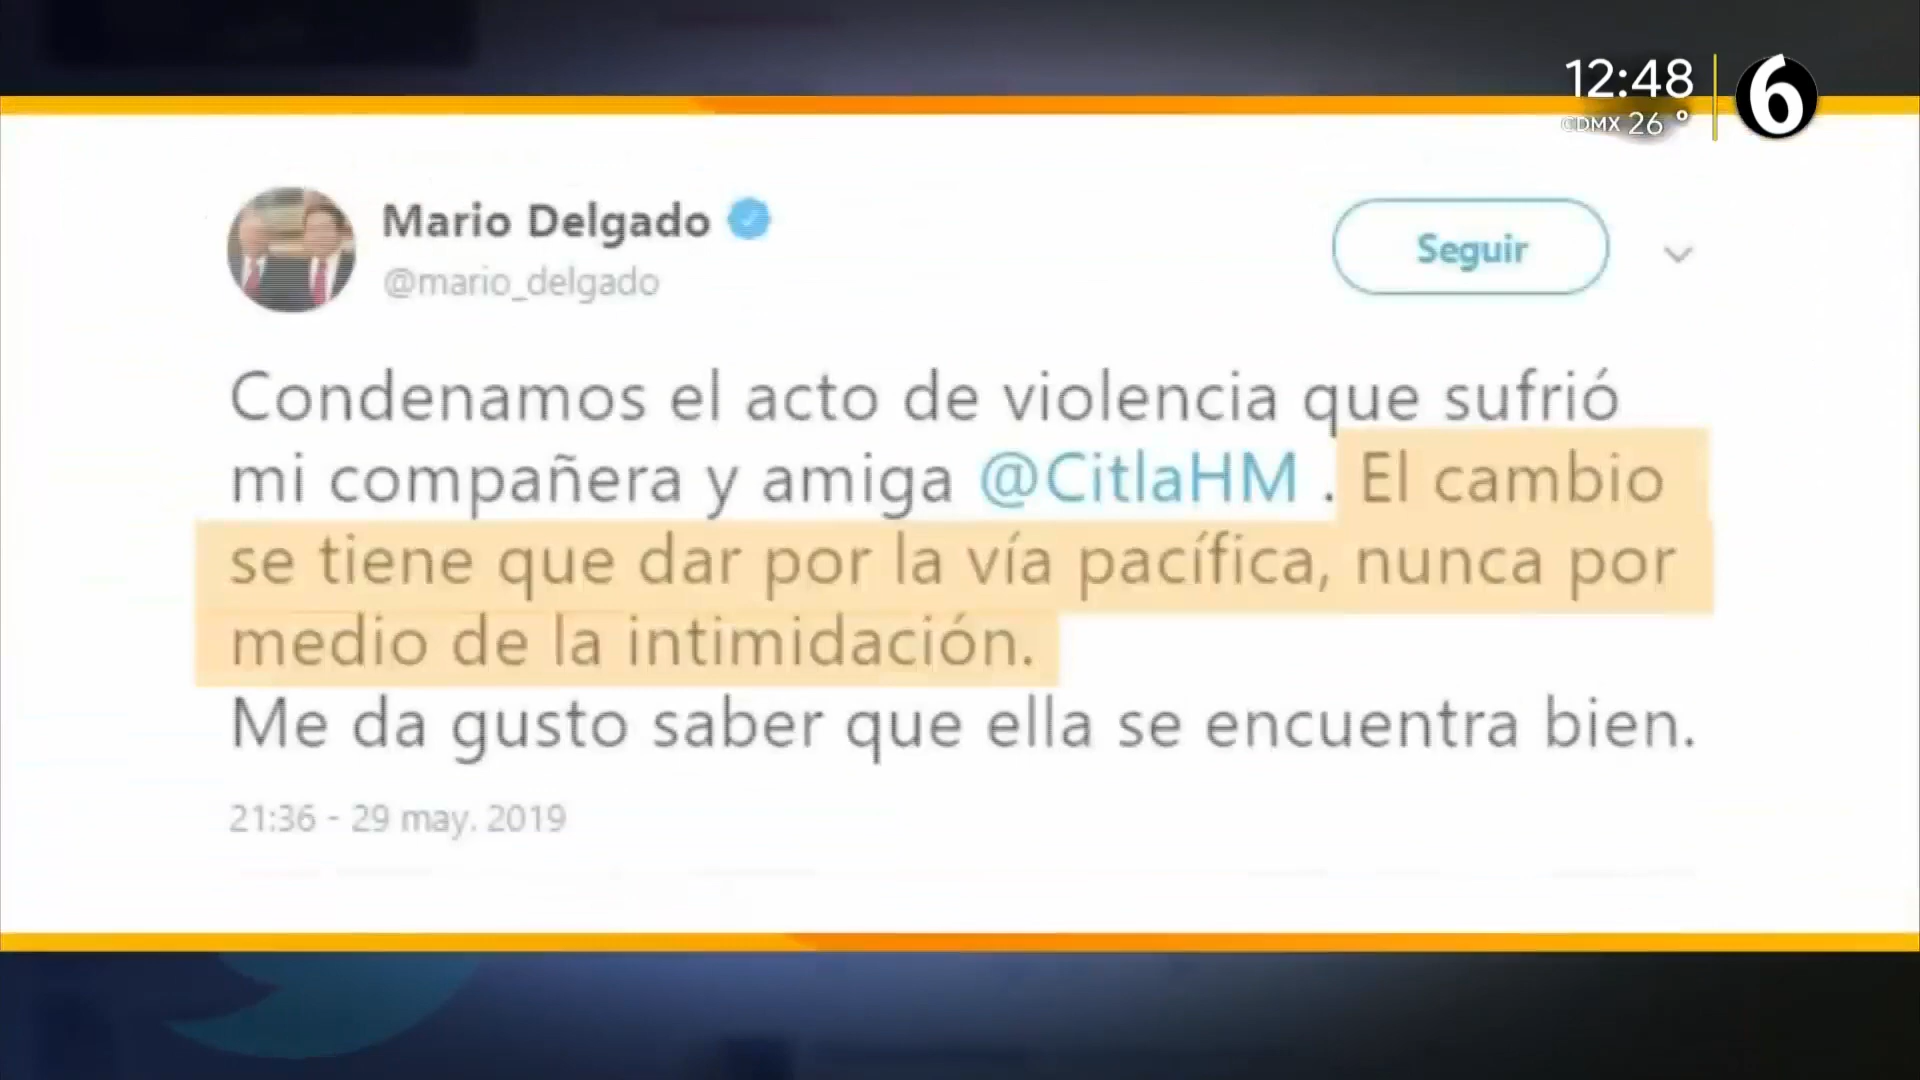 12:48
CDMX 26 °
6
Mario Delgado
@mario_delgado
Seguir
Condenamos el acto de violencia que sufrió
mi compañera y amiga @CitlaHM . El cambio
se tiene que dar por la vía pacífica, nunca por
medio de la intimidación.
Me da gusto saber que ella se encuentra bien.
21:36 - 29 may. 2019